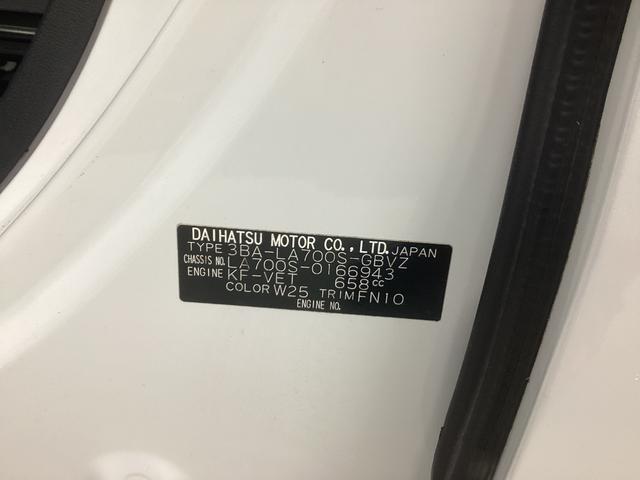 DAIHATSU MOTOR CO., LTD. JAPAN
TYPE 3BA-LA700S-GBVZ
CHASSIS NO. LA700S-0166943
ENGINE KF-VET 658cc
COLOR W25 TRIM FN10
ENGINE NO.